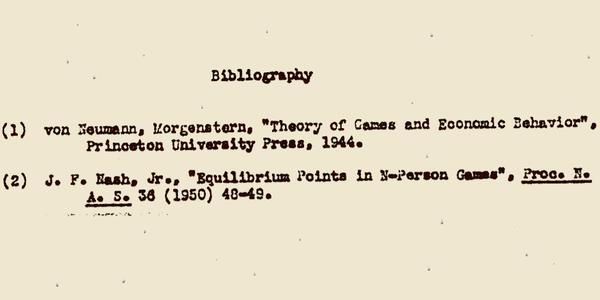 Bibliography
(1) von Neumann, Morgenstern, "Theory of Games and Economic Behavior",
Princeton University Press, 1944.
(2) J. F. Nash, Jr., "Equilibrium Points in N-Person Games", Proc. N.
A. S. 36 (1950) 48-49.